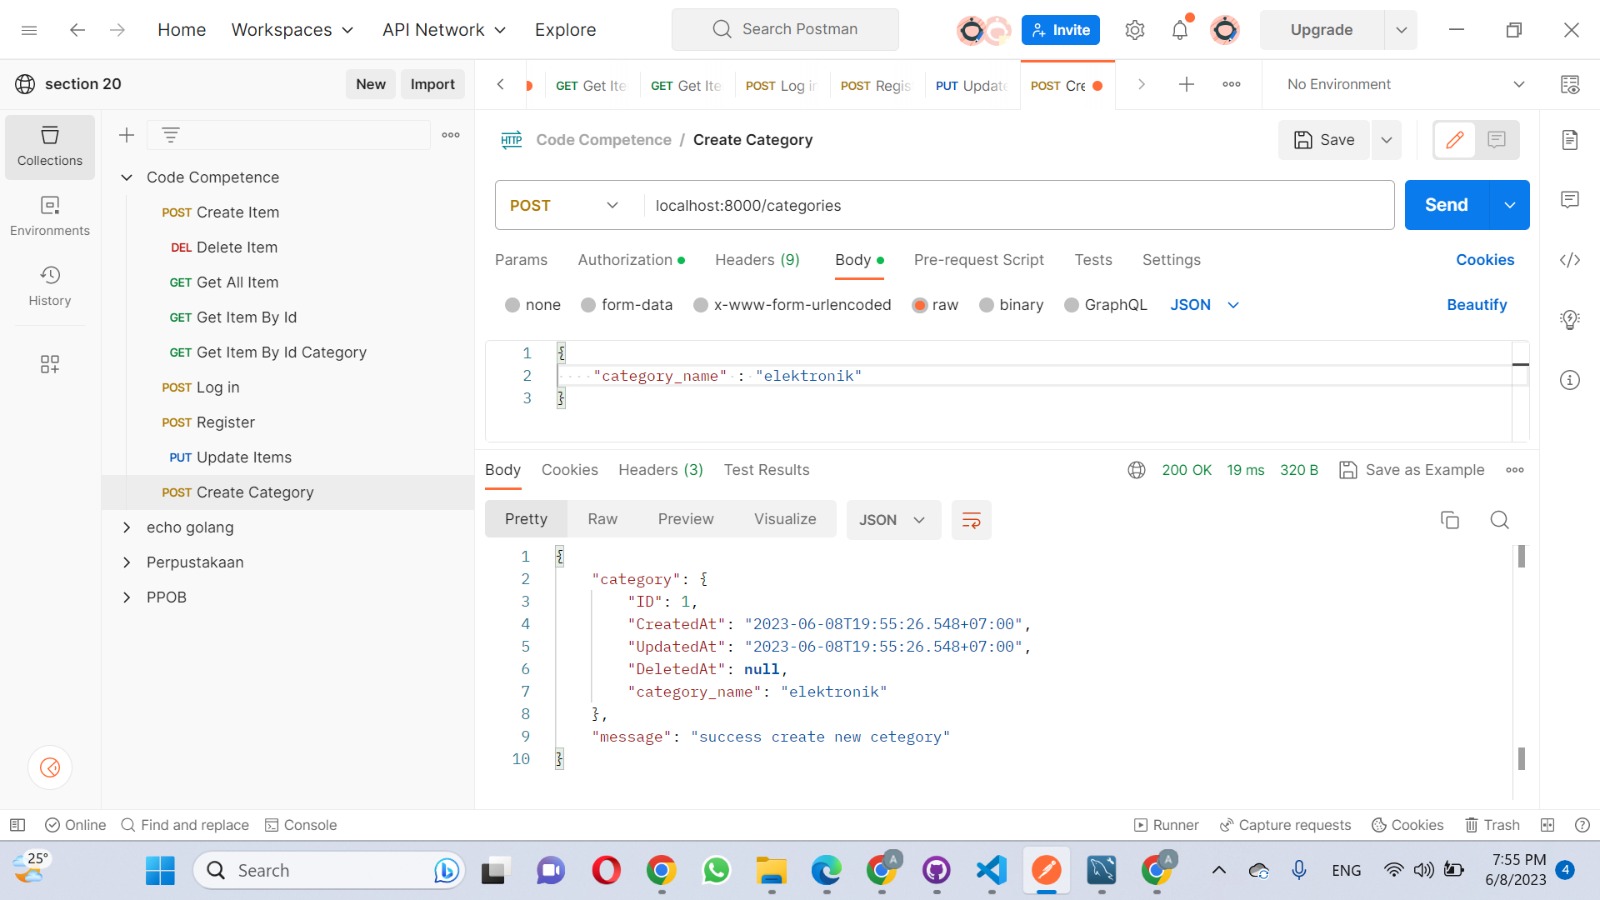 Home
Workspaces
API Network
Explore
Search Postman
Invite
Upgrade
section 20
New
Import
GET Get Ite
GET Get Ite
POST Log in
POST Regis
PUT Update
POST Cre
No Environment
Collections
Environments
History
Code Competence
POST Create Item
DEL Delete Item
GET Get All Item
GET Get Item By Id
GET Get Item By Id Category
POST Log in
POST Register
PUT Update Items
POST Create Category
echo golang
Perpustakaan
PPOB
HTTP Code Competence / Create Category
Save
POST
localhost:8000/categories
Send
Params
Authorization
Headers (9)
Body
Pre-request Script
Tests
Settings
Cookies
none
form-data
x-www-form-urlencoded
raw
binary
GraphQL
JSON
Beautify
1 {
2 "category_name" : "elektronik"
3 }
Body
Cookies
Headers (3)
Test Results
200 OK
19 ms
320 B
Save as Example
Pretty
Raw
Preview
Visualize
JSON
1 {
2 "category": {
3 "ID": 1,
4 "CreatedAt": "2023-06-08T19:55:26.548+07:00",
5 "UpdatedAt": "2023-06-08T19:55:26.548+07:00",
6 "DeletedAt": null,
7 "category_name": "elektronik"
8 },
9 "message": "success create new cetegory"
10 }
Online
Find and replace
Console
Runner
Capture requests
Cookies
Trash
25°
Search
A
A
ENG
7:55 PM
6/8/2023
4